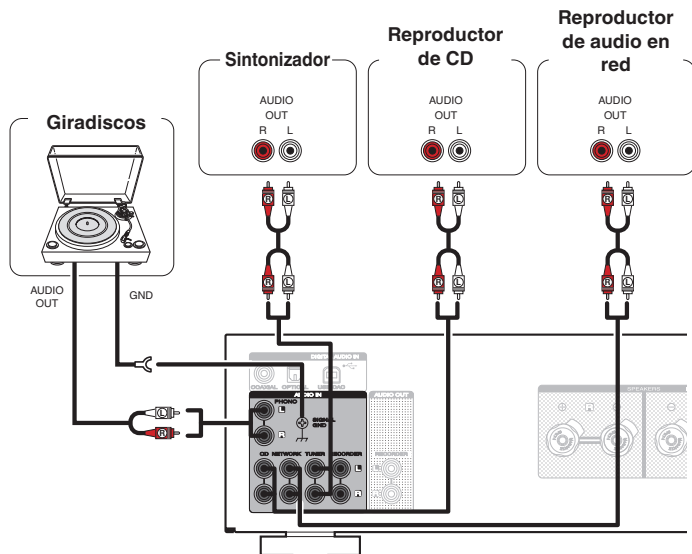 Reproductor
de audio en
red
Reproductor
de CD
Sintonizador
Giradiscos
AUDIO
OUT
R L
AUDIO
OUT
R L
AUDIO
OUT
R L
R L
R L
R L
R L
R L
R L
AUDIO
OUT
GND
L
R
DIGITAL AUDIO IN
COAXIAL OPTICAL USB-DAC
AUDIO IN
AUDIO OUT
PHONO
L
R
SIGNAL
GND
CD NETWORK TUNER RECORDER
L
R
RECORDER
L
R
SPEAKERS